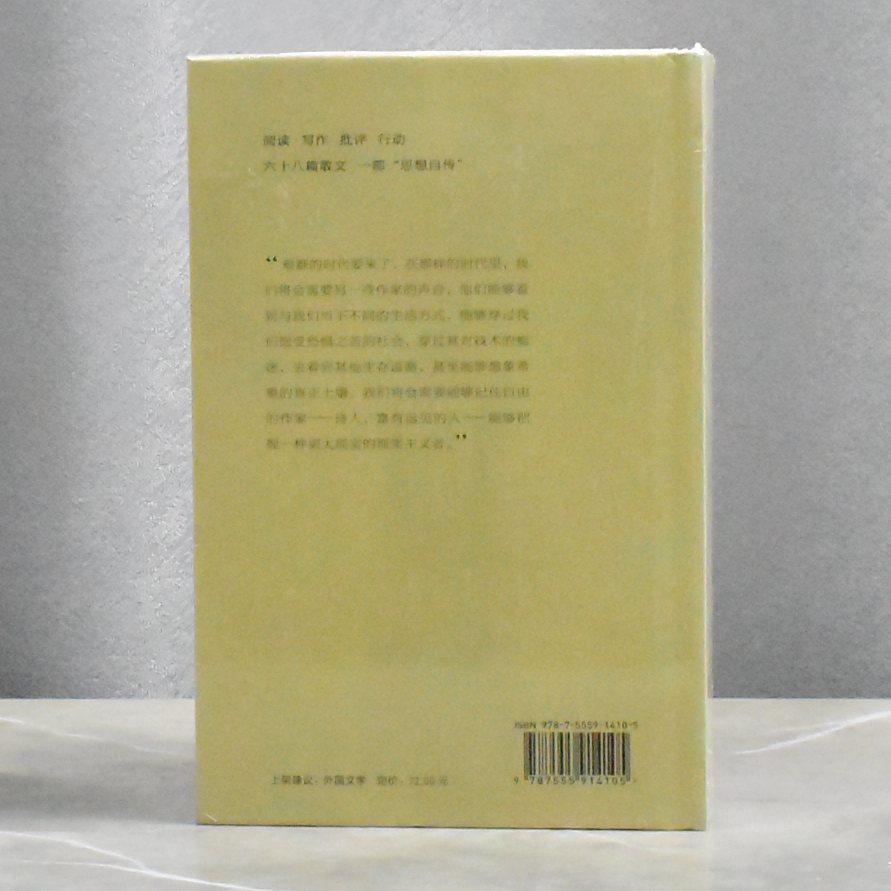 阅读 写作 批评 行动
六十八篇散文 一部“思想自传”
“艰难的时代要来了，在那样的时代里，我
们将会需要另一波作家的声音，他们能够看
到与我们当下不同的生活方式，能够穿过我
们饱受恐惧之苦的社会，穿过其对技术的痴
迷，去看到其他生存道路，甚至能够想象希
望的真正土壤。我们将会需要能够记住自由
的作家——诗人，富有远见的人——能够把
握一种更大现实的现实主义者。”
ISBN 978-7-5559-1410-5
9 787555 914105 >
上架建议：外国文学 定价：72.00元